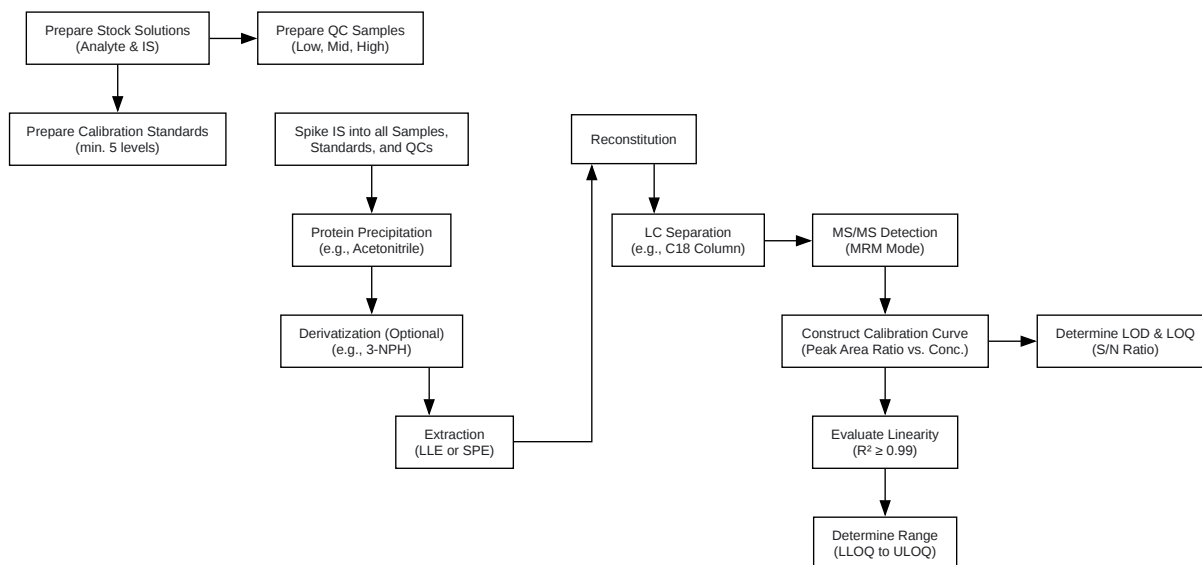 Prepare Stock Solutions
(Analyte & IS)
Prepare QC Samples
(Low, Mid, High)
Prepare Calibration Standards
(min. 5 levels)
Spike IS into all Samples,
Standards, and QCs
Protein Precipitation
(e.g., Acetonitrile)
Derivatization (Optional)
(e.g., 3-NPH)
Extraction
(LLE or SPE)
Reconstitution
LC Separation
(e.g., C18 Column)
MS/MS Detection
(MRM Mode)
Construct Calibration Curve
(Peak Area Ratio vs. Conc.)
Determine LOD & LOQ
(S/N Ratio)
Evaluate Linearity
(R² ≥ 0.99)
Determine Range
(LLOQ to ULOQ)